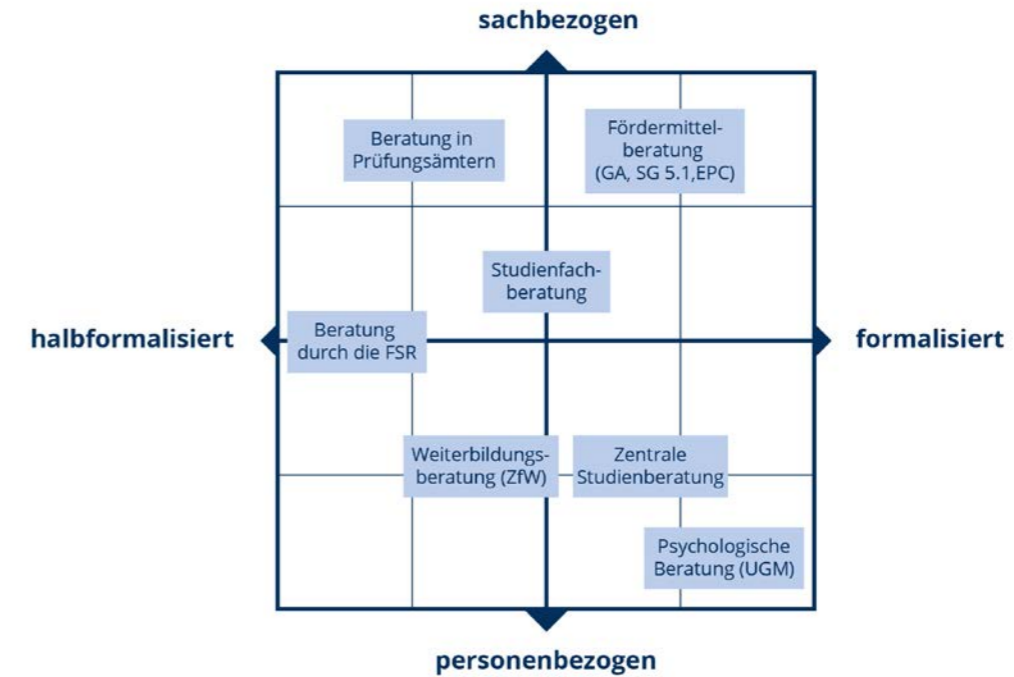 sachbezogen
Beratung in
Prüfungsämtern
Fördermittel-
beratung
(GA, SG 5.1,EPC)
Studienfach-
beratung
halbformalisiert
Beratung
durch die FSR
formalisiert
Weiterbildungs-
beratung (ZfW)
Zentrale
Studienberatung
Psychologische
Beratung (UGM)
personenbezogen